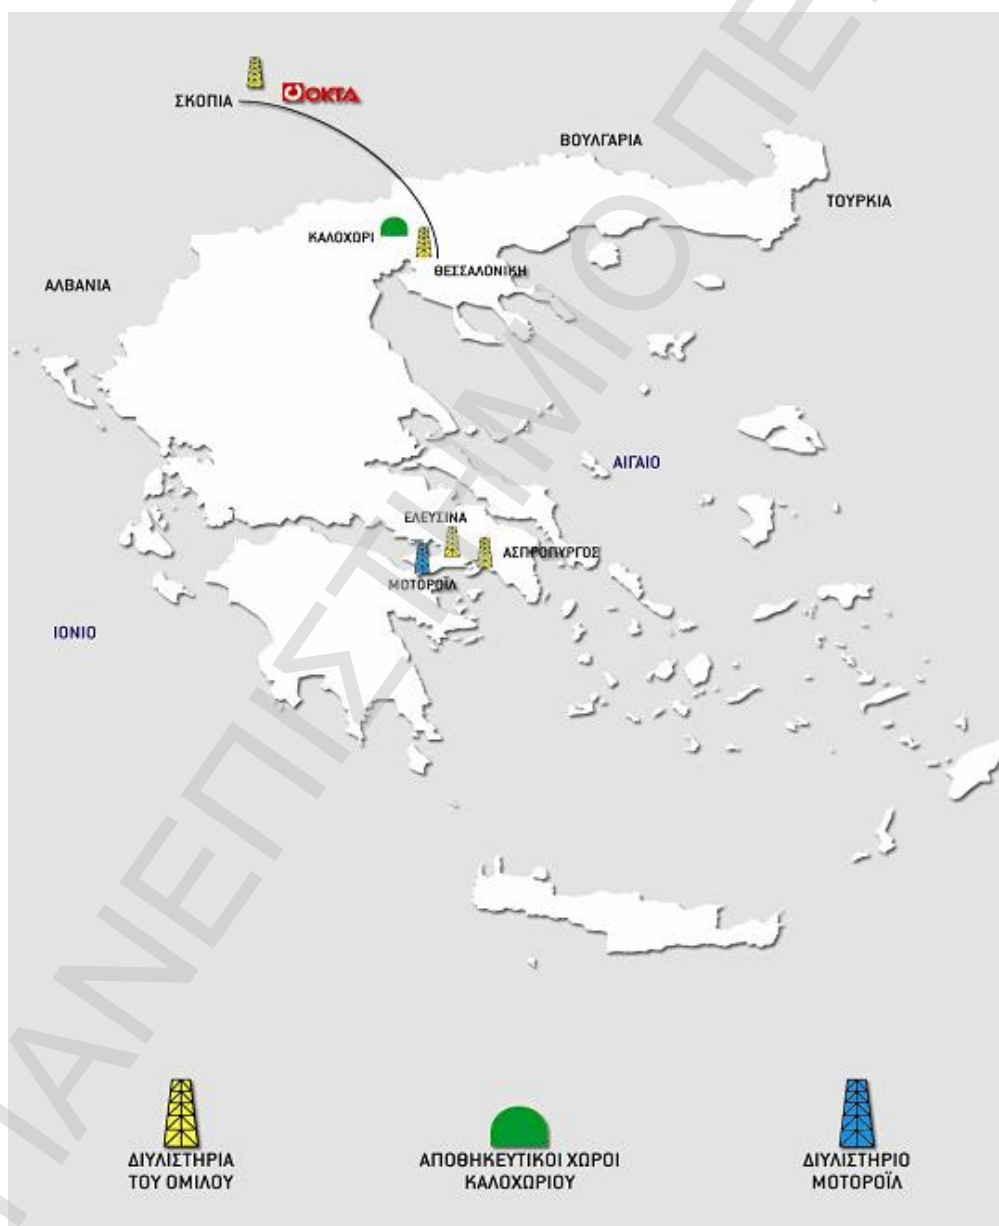 ΣΚΟΠΙΑ
ΟΚΤΑ
ΒΟΥΛΓΑΡΙΑ
ΤΟΥΡΚΙΑ
ΚΑΛΟΧΩΡΙ
ΘΕΣΣΑΛΟΝΙΚΗ
ΑΛΒΑΝΙΑ
ΑΙΓΑΙΟ
ΕΛΕΥΣΙΝΑ
ΑΣΠΡΟΠΥΡΓΟΣ
ΜΟΤΟΡΟΪΛ
ΙΟΝΙΟ
ΔΙΥΛΙΣΤΗΡΙΑ
ΤΟΥ ΟΜΙΛΟΥ
ΑΠΟΘΗΚΕΥΤΙΚΟΙ ΧΩΡΟΙ
ΚΑΛΟΧΩΡΙΟΥ
ΔΙΥΛΙΣΤΗΡΙΟ
ΜΟΤΟΡΟΪΛ